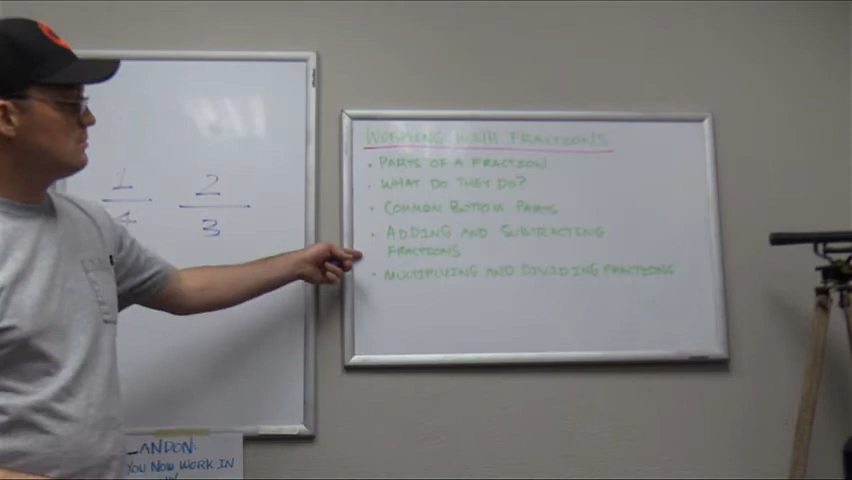 1 2
4 3
WORKING WITH FRACTIONS
• PARTS OF A FRACTION
• WHAT DO THEY DO?
• COMMON BOTTOM PARTS
• ADDING AND SUBTRACTING
FRACTIONS
• MULTIPLYING AND DIVIDING FRACTIONS
LANDON:
YOU NOW WORK IN